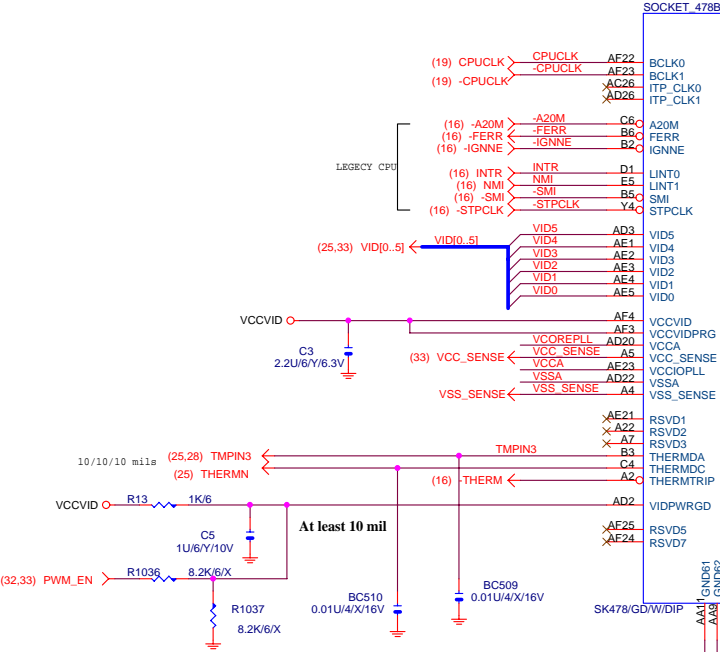 SOCKET_478B
(19) CPUCLK CPUCLK AF22 BCLK0
(19) -CPUCLK -CPUCLK AF23 BCLK1
AC26 ITP_CLK0
AD26 ITP_CLK1
(16) -A20M -A20M C6 A20M
(16) -FERR -FERR B6 FERR
(16) -IGNNE -IGNNE B2 IGNNE
LEGECY CPU
(16) INTR INTR D1 LINT0
(16) NMI NMI E5 LINT1
(16) -SMI -SMI B5 SMI
(16) -STPCLK -STPCLK Y4 STPCLK
(25,33) VID[0..5] VID[0..5]
VID5 AD3 VID5
VID4 AE1 VID4
VID3 AE2 VID3
VID2 AE3 VID2
VID1 AE4 VID1
VID0 AE5 VID0
VCCVID AF4 VCCVID
AF3 VCCVIDPRG
C3
2.2U/6/Y/6.3V
VCOREPLL AD20 VCCA
(33) VCC_SENSE VCC_SENSE A5 VCC_SENSE
VCCA AE23 VCCIOPLL
VSSA AD22 VSSA
VSS_SENSE VSS_SENSE A4 VSS_SENSE
AE21 RSVD1
A22 RSVD2
A7 RSVD3
10/10/10 mils
(25,28) TMPIN3 TMPIN3 B3 THERMDA
(25) THERMN C4 THERMDC
(16) -THERM A2 THERMTRIP
VCCVID R13 1K/6 AD2 VIDPWRGD
At least 10 mil
C5
1U/6/Y/10V
AF25 RSVD5
AF24 RSVD7
(32,33) PWM_EN R1036 8.2K/6/X
R1037
8.2K/6/X
BC510
0.01U/4/X/16V
BC509
0.01U/4/X/16V
SK478/GD/W/DIP
AA11 GND61
AA9 GND62